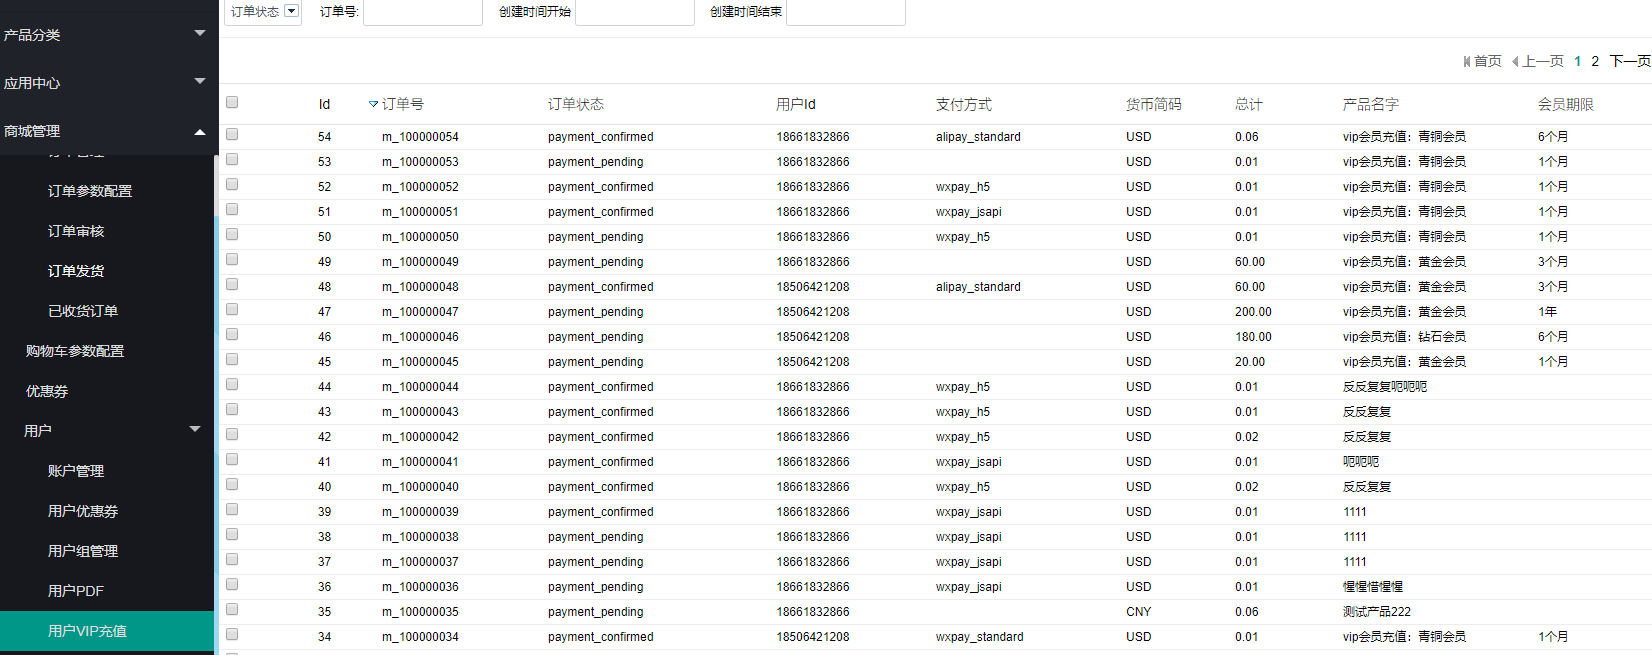 订单状态 订单号: 创建时间开始 创建时间结束
产品分类
应用中心
商城管理
订单参数配置
订单审核
订单发货
已收货订单
购物车参数配置
优惠券
用户
账户管理
用户优惠券
用户组管理
用户PDF
用户VIP充值
首页 上一页 1 2 下一页
Id 订单号 订单状态 用户Id 支付方式 货币简码 总计 产品名字 会员期限
54 m_100000054 payment_confirmed 18661832866 alipay_standard USD 0.06 vip会员充值：青铜会员 6个月
53 m_100000053 payment_pending 18661832866 USD 0.01 vip会员充值：青铜会员 1个月
52 m_100000052 payment_confirmed 18661832866 wxpay_h5 USD 0.01 vip会员充值：青铜会员 1个月
51 m_100000051 payment_confirmed 18661832866 wxpay_jsapi USD 0.01 vip会员充值：青铜会员 1个月
50 m_100000050 payment_pending 18661832866 wxpay_h5 USD 0.01 vip会员充值：青铜会员 1个月
49 m_100000049 payment_pending 18661832866 USD 60.00 vip会员充值：黄金会员 3个月
48 m_100000048 payment_confirmed 18506421208 alipay_standard USD 60.00 vip会员充值：黄金会员 3个月
47 m_100000047 payment_pending 18506421208 USD 200.00 vip会员充值：黄金会员 1年
46 m_100000046 payment_pending 18506421208 USD 180.00 vip会员充值：钻石会员 6个月
45 m_100000045 payment_pending 18506421208 USD 20.00 vip会员充值：黄金会员 1个月
44 m_100000044 payment_confirmed 18661832866 wxpay_h5 USD 0.01 反反复复呃呃呃
43 m_100000043 payment_confirmed 18661832866 wxpay_h5 USD 0.01 反反复复
42 m_100000042 payment_confirmed 18661832866 wxpay_h5 USD 0.02 反反复复
41 m_100000041 payment_confirmed 18661832866 wxpay_jsapi USD 0.01 呃呃呃
40 m_100000040 payment_confirmed 18661832866 wxpay_h5 USD 0.02 反反复复
39 m_100000039 payment_confirmed 18661832866 wxpay_jsapi USD 0.01 1111
38 m_100000038 payment_pending 18661832866 wxpay_jsapi USD 0.01 1111
37 m_100000037 payment_pending 18661832866 wxpay_jsapi USD 0.01 1111
36 m_100000036 payment_pending 18661832866 wxpay_jsapi USD 0.01 惺惺惜惺惺
35 m_100000035 payment_pending 18661832866 CNY 0.06 测试产品222
34 m_100000034 payment_confirmed 18506421208 wxpay_standard USD 0.01 vip会员充值：青铜会员 1个月